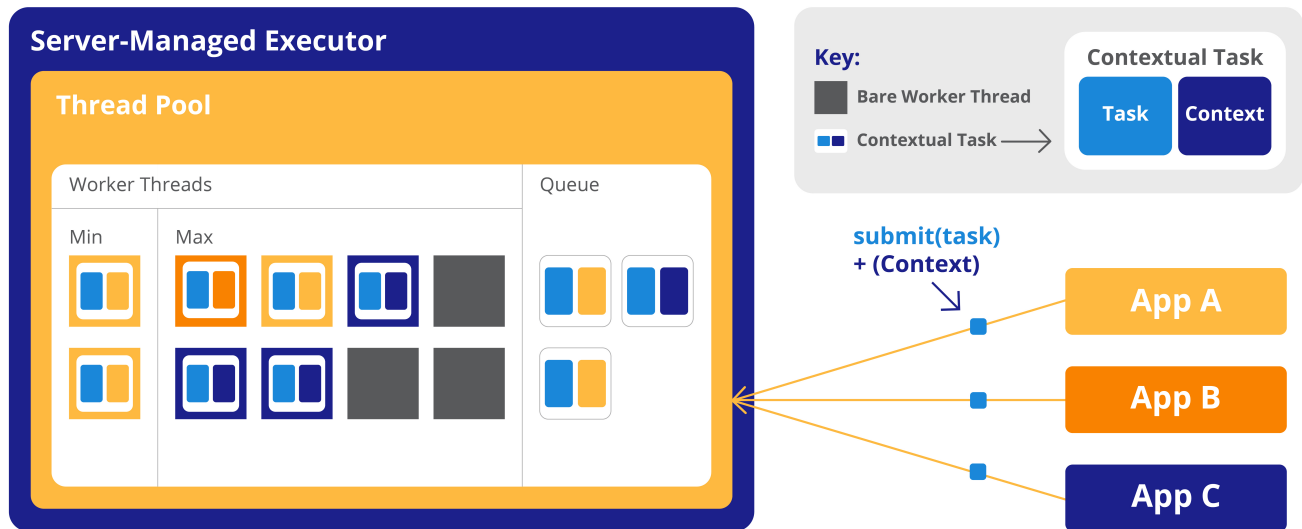 Server-Managed Executor
Thread Pool
Worker Threads
Queue
Min
Max
Key:
Bare Worker Thread
Contextual Task
Contextual Task
Task
Context
submit(task)
+ (Context)
App A
App B
App C